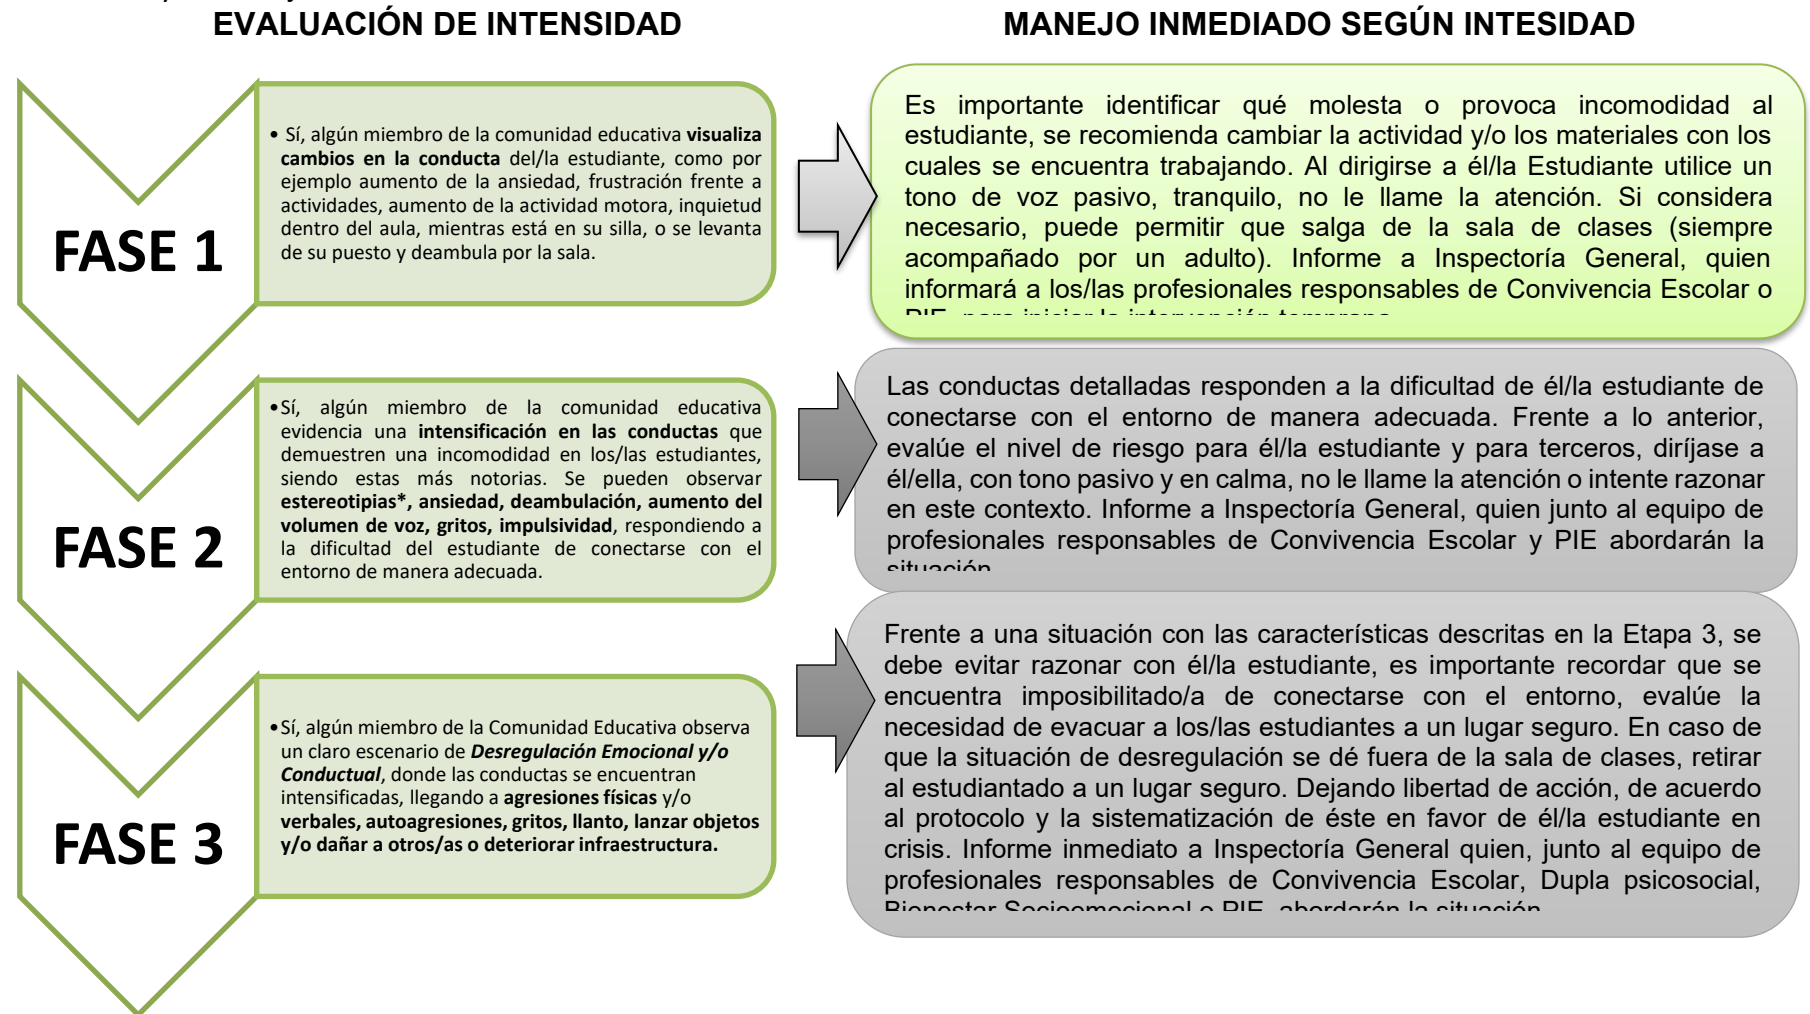 EVALUACIÓN DE INTENSIDAD
MANEJO INMEDIADO SEGÚN INTESIDAD
FASE 1
• Sí, algún miembro de la comunidad educativa visualiza
cambios en la conducta del/la estudiante, como por
ejemplo aumento de la ansiedad, frustración frente a
actividades, aumento de la actividad motora, inquietud
dentro del aula, mientras está en su silla, o se levanta
de su puesto y deambula por la sala.
Es importante identificar qué molesta o provoca incomodidad al
estudiante, se recomienda cambiar la actividad y/o los materiales con los
cuales se encuentra trabajando. Al dirigirse a él/la Estudiante utilice un
tono de voz pasivo, tranquilo, no le llame la atención. Si considera
necesario, puede permitir que salga de la sala de clases (siempre
acompañado por un adulto). Informe a Inspectoría General, quien
informará a los/las profesionales responsables de Convivencia Escolar o
PIE, para iniciar la intervención temprana
FASE 2
•Sí, algún miembro de la comunidad educativa
evidencia una intensificación en las conductas que
demuestren una incomodidad en los/las estudiantes,
siendo estas más notorias. Se pueden observar
estereotipias*, ansiedad, deambulación, aumento del
volumen de voz, gritos, impulsividad, respondiendo a
la dificultad del estudiante de conectarse con el
entorno de manera adecuada.
Las conductas detalladas responden a la dificultad de él/la estudiante de
conectarse con el entorno de manera adecuada. Frente a lo anterior,
evalúe el nivel de riesgo para él/la estudiante y para terceros, diríjase a
él/ella, con tono pasivo y en calma, no le llame la atención o intente razonar
en este contexto. Informe a Inspectoría General, quien junto al equipo de
profesionales responsables de Convivencia Escolar y PIE abordarán la
situación
FASE 3
•Sí, algún miembro de la Comunidad Educativa observa
un claro escenario de Desregulación Emocional y/o
Conductual, donde las conductas se encuentran
intensificadas, llegando a agresiones físicas y/o
verbales, autoagresiones, gritos, llanto, lanzar objetos
y/o dañar a otros/as o deteriorar infraestructura.
Frente a una situación con las características descritas en la Etapa 3, se
debe evitar razonar con él/la estudiante, es importante recordar que se
encuentra imposibilitado/a de conectarse con el entorno, evalúe la
necesidad de evacuar a los/las estudiantes a un lugar seguro. En caso de
que la situación de desregulación se dé fuera de la sala de clases, retirar
al estudiantado a un lugar seguro. Dejando libertad de acción, de acuerdo
al protocolo y la sistematización de éste en favor de él/la estudiante en
crisis. Informe inmediato a Inspectoría General quien, junto al equipo de
profesionales responsables de Convivencia Escolar, Dupla psicosocial,
Bienestar Socioemocional o PIE, abordarán la situación